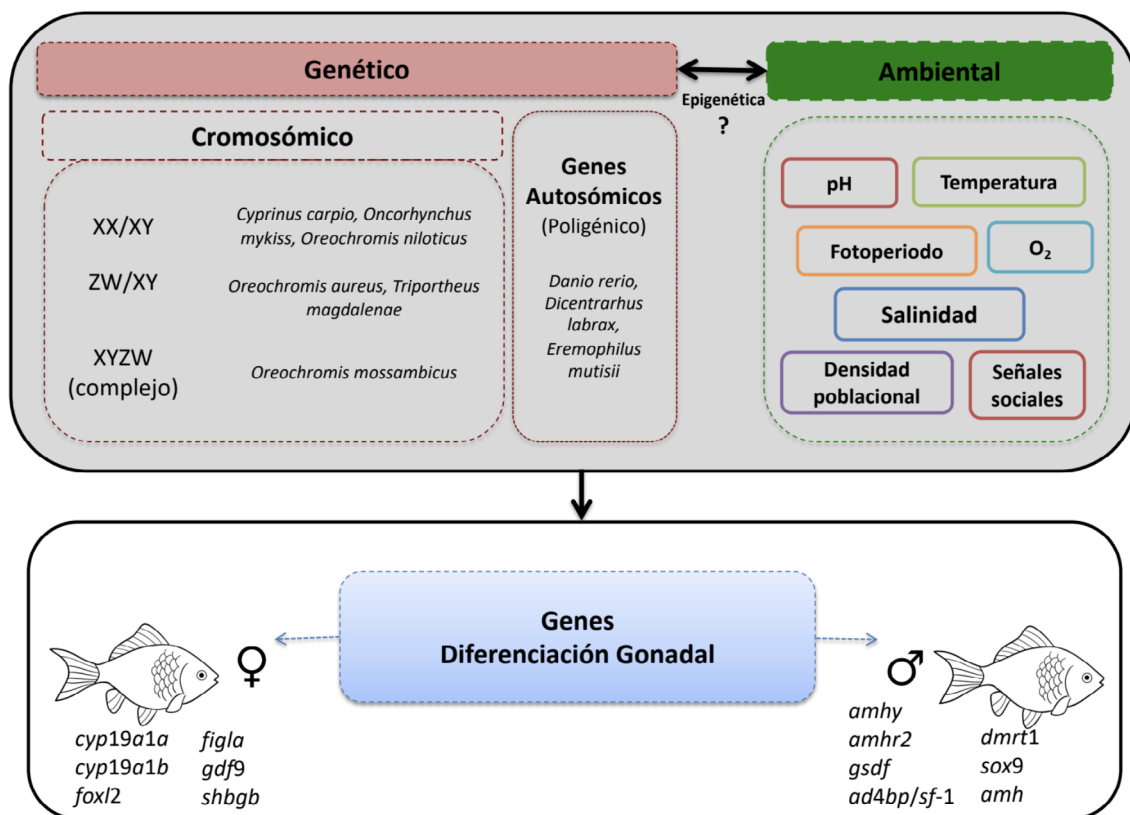 Genético
Ambiental
Epigenética
?
Cromosómico
XX/XY
Cyprinus carpio, Oncorhynchus
mykiss, Oreochromis niloticus
ZW/XY
Oreochromis aureus, Triportheus
magdalenae
XYZW
(complejo)
Oreochromis mossambicus
Genes
Autosómicos
(Poligénico)
Danio rerio,
Dicentrarhus
labrax,
Eremophilus
mutisii
pH
Temperatura
Fotoperiodo
O₂
Salinidad
Densidad
poblacional
Señales
sociales
Genes
Diferenciación Gonadal
♀
cyp19a1a
cyp19a1b
foxl2
figla
gdf9
shbgb
♂
amhy
amhr2
gsdf
ad4bp/sf-1
dmrt1
sox9
amh